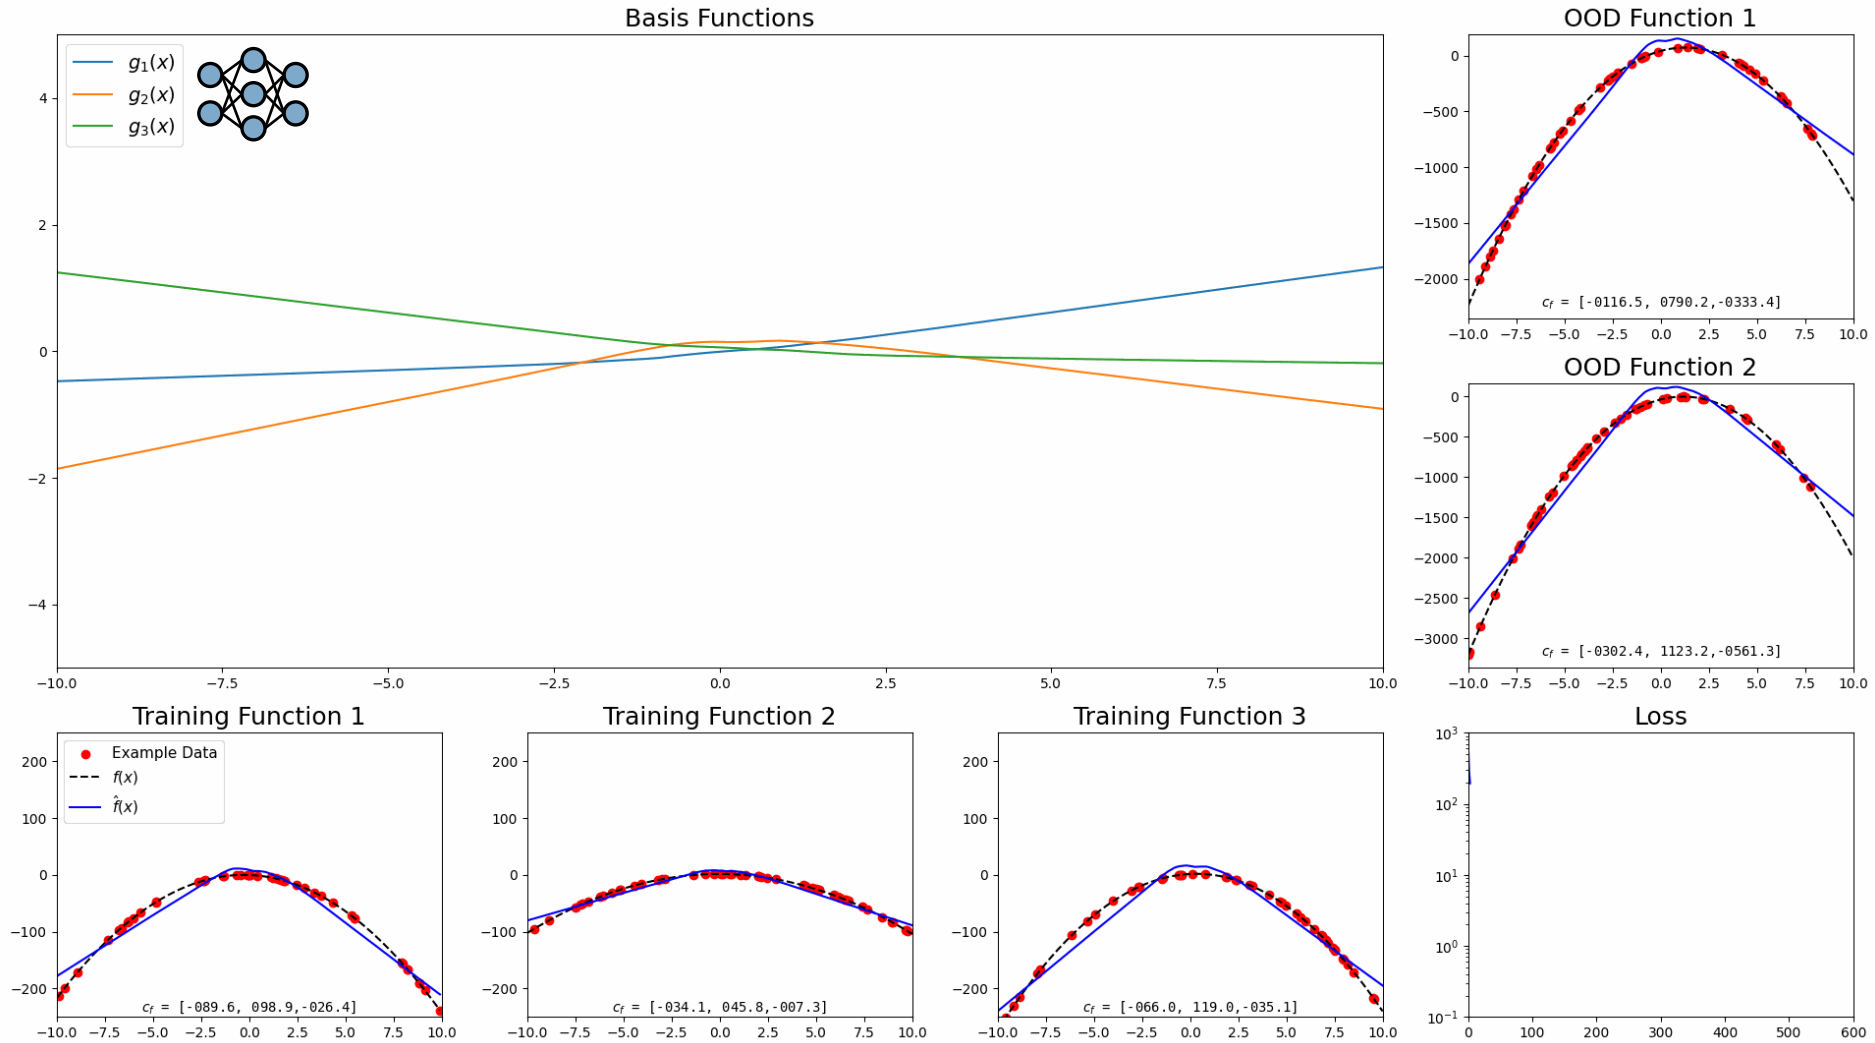 Basis Functions
g₁(x)
g₂(x)
g₃(x)
4
2
0
−2
−4
−10.0 −7.5 −5.0 −2.5 0.0 2.5 5.0 7.5 10.0
OOD Function 1
0
−500
−1000
−1500
−2000
c_f = [-0116.5, 0790.2,-0333.4]
−10.0 −7.5 −5.0 −2.5 0.0 2.5 5.0 7.5 10.0
OOD Function 2
0
−500
−1000
−1500
−2000
−2500
−3000
c_f = [-0302.4, 1123.2,-0561.3]
−10.0 −7.5 −5.0 −2.5 0.0 2.5 5.0 7.5 10.0
Training Function 1
Example Data
f(x)
f̂(x)
200
100
0
−100
−200
c_f = [-089.6, 098.9,-026.4]
−10.0 −7.5 −5.0 −2.5 0.0 2.5 5.0 7.5 10.0
Training Function 2
200
100
0
−100
−200
c_f = [-034.1, 045.8,-007.3]
−10.0 −7.5 −5.0 −2.5 0.0 2.5 5.0 7.5 10.0
Training Function 3
200
100
0
−100
−200
c_f = [-066.0, 119.0,-035.1]
−10.0 −7.5 −5.0 −2.5 0.0 2.5 5.0 7.5 10.0
Loss
10³
10²
10¹
10⁰
10⁻¹
0 100 200 300 400 500 600